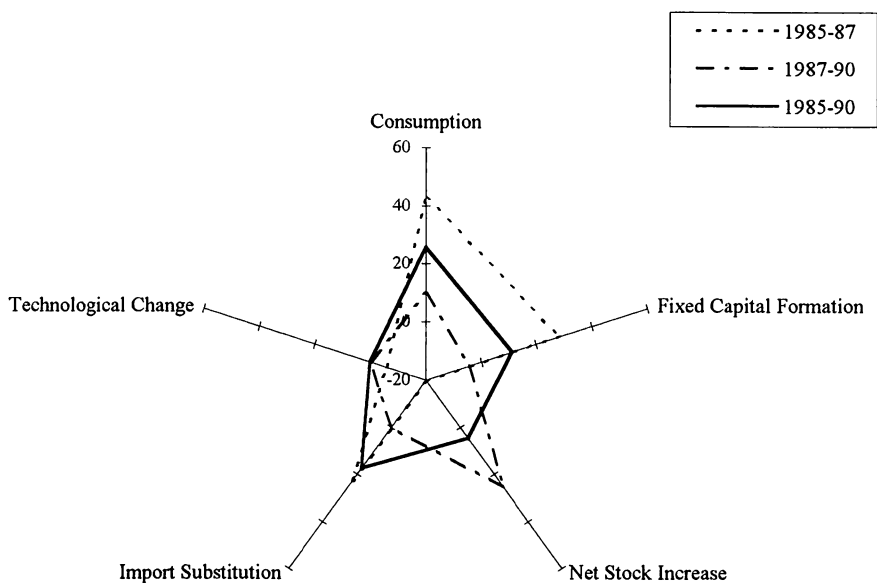 1985-87
1987-90
1985-90
Consumption
60
40
20
0
-20
Technological Change
Fixed Capital Formation
Import Substitution
Net Stock Increase